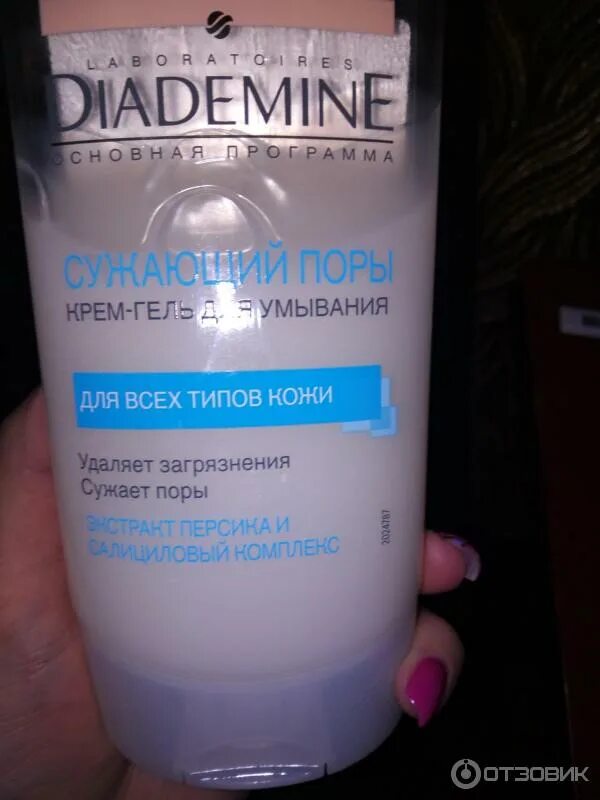 LABORATOIRES
DIADEMINE
ОСНОВНАЯ ПРОГРАММА
СУЖАЮЩИЙ ПОРЫ
КРЕМ-ГЕЛЬ ДЛЯ УМЫВАНИЯ
ДЛЯ ВСЕХ ТИПОВ КОЖИ
Удаляет загрязнения
Сужает поры
ЭКСТРАКТ ПЕРСИКА И
САЛИЦИЛОВЫЙ КОМПЛЕКС
2024787
ОТЗОВИК